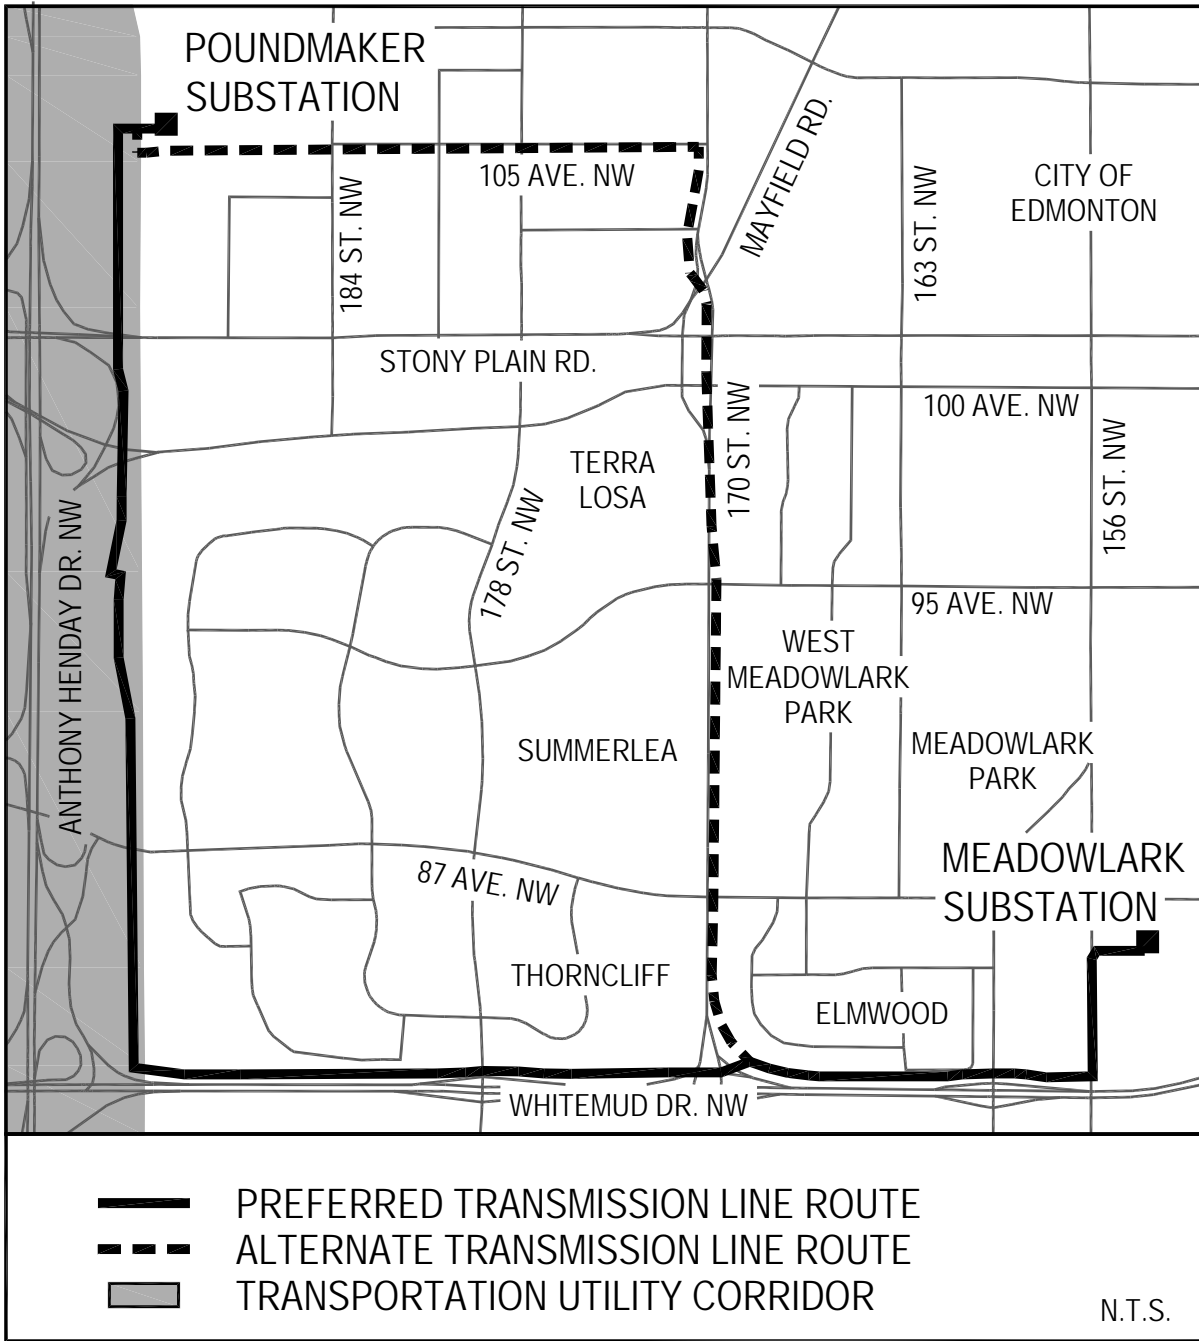 POUNDMAKER
SUBSTATION
105 AVE. NW
MAYFIELD RD.
CITY OF
EDMONTON
184 ST. NW
163 ST. NW
STONY PLAIN RD.
100 AVE. NW
170 ST. NW
156 ST. NW
TERRA
LOSA
178 ST. NW
ANTHONY HENDAY DR. NW
95 AVE. NW
WEST
MEADOWLARK
PARK
SUMMERLEA
MEADOWLARK
PARK
MEADOWLARK
SUBSTATION
87 AVE. NW
THORNCLIFF
ELMWOOD
WHITEMUD DR. NW
PREFERRED TRANSMISSION LINE ROUTE
ALTERNATE TRANSMISSION LINE ROUTE
TRANSPORTATION UTILITY CORRIDOR
N.T.S.